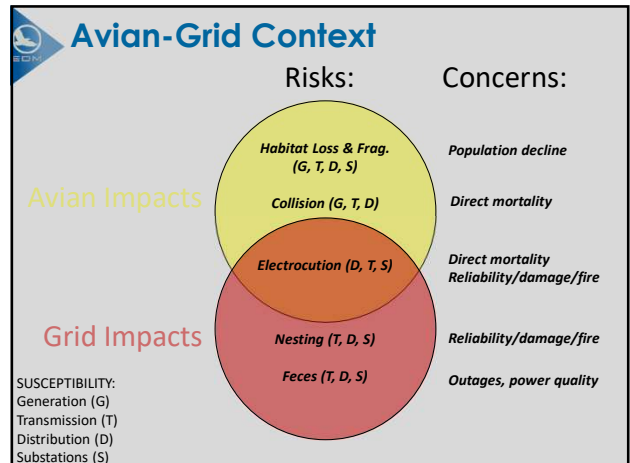 Avian-Grid Context
EDM
Risks:
Concerns:
Habitat Loss & Frag.
(G, T, D, S)
Population decline
Avian Impacts
Collision (G, T, D)
Direct mortality
Electrocution (D, T, S)
Direct mortality
Reliability/damage/fire
Grid Impacts
Nesting (T, D, S)
Reliability/damage/fire
Feces (T, D, S)
Outages, power quality
SUSCEPTIBILITY:
Generation (G)
Transmission (T)
Distribution (D)
Substations (S)